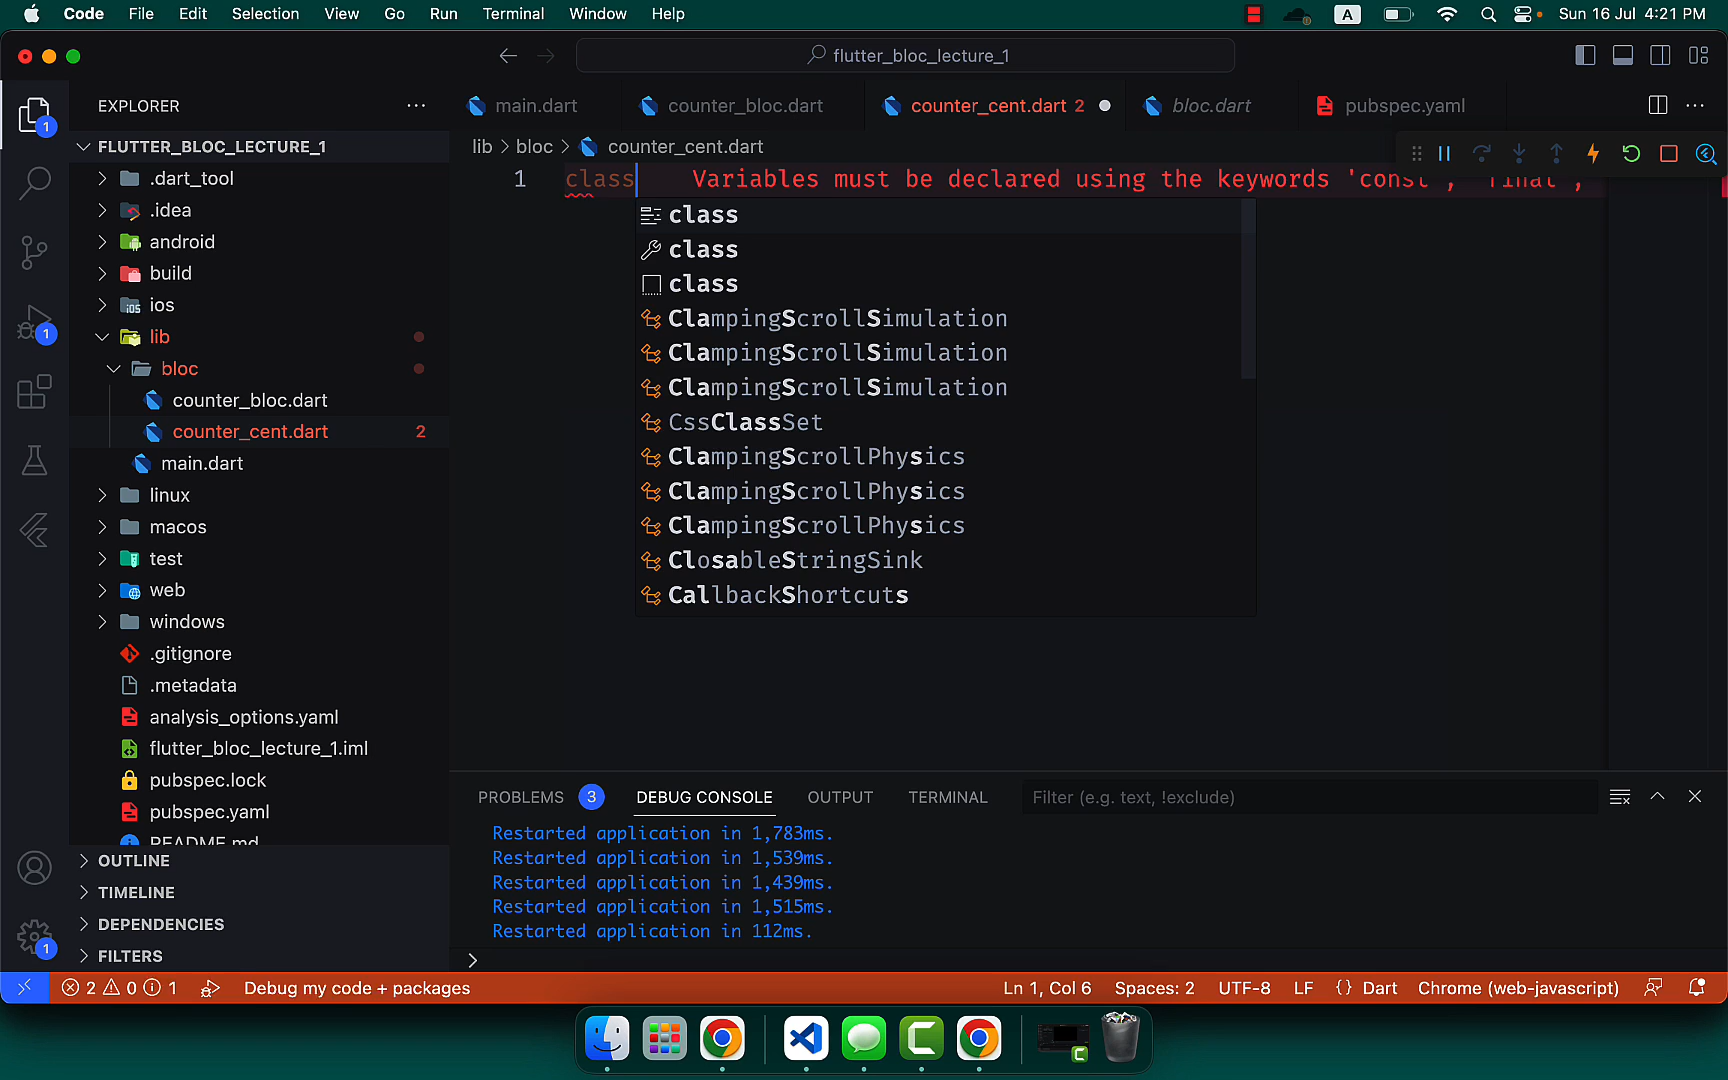 Code File Edit Selection View Go Run Terminal Window Help
A
Sun 16 Jul 4:21 PM
flutter_bloc_lecture_1
EXPLORER
main.dart
counter_bloc.dart
counter_cent.dart 2
bloc.dart
pubspec.yaml
lib > bloc > counter_cent.dart
1
FLUTTER_BLOC_LECTURE_1
.dart_tool
.idea
android
build
ios
lib
bloc
counter_bloc.dart
counter_cent.dart 2
main.dart
linux
macos
test
web
windows
.gitignore
.metadata
analysis_options.yaml
flutter_bloc_lecture_1.iml
pubspec.lock
pubspec.yaml
README.md
OUTLINE
TIMELINE
DEPENDENCIES
FILTERS
1
1
1 class Variables must be declared using the keywords 'const', 'final',
class
class
class
ClampingScrollSimulation
ClampingScrollSimulation
ClampingScrollSimulation
CssClassSet
ClampingScrollPhysics
ClampingScrollPhysics
ClampingScrollPhysics
ClosableStringSink
CallbackShortcuts
PROBLEMS 3 DEBUG CONSOLE OUTPUT TERMINAL Filter (e.g. text, !exclude)
Restarted application in 1,783ms.
Restarted application in 1,539ms.
Restarted application in 1,439ms.
Restarted application in 1,515ms.
Restarted application in 112ms.
>
2 0 1 Debug my code + packages Ln 1, Col 6 Spaces: 2 UTF-8 LF {} Dart Chrome (web-javascript)